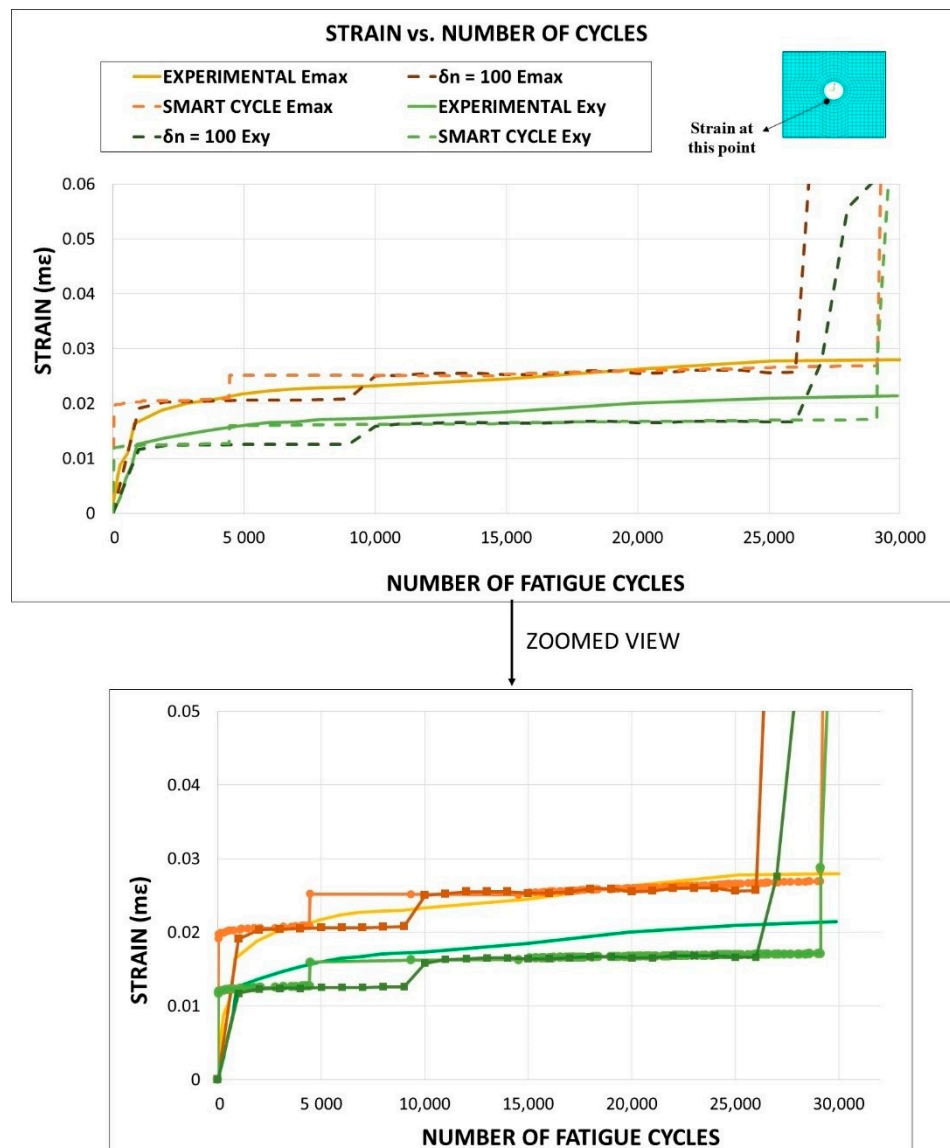 STRAIN vs. NUMBER OF CYCLES
EXPERIMENTAL Emax
δn = 100 Emax
SMART CYCLE Emax
EXPERIMENTAL Exy
δn = 100 Exy
SMART CYCLE Exy
Strain at
this point
STRAIN (mε)
0.06
0.05
0.04
0.03
0.02
0.01
0
0
5 000
10,000
15,000
20,000
25,000
30,000
NUMBER OF FATIGUE CYCLES
ZOOMED VIEW
STRAIN (mε)
0.05
0.04
0.03
0.02
0.01
0
0
5 000
10,000
15,000
20,000
25,000
30,000
NUMBER OF FATIGUE CYCLES